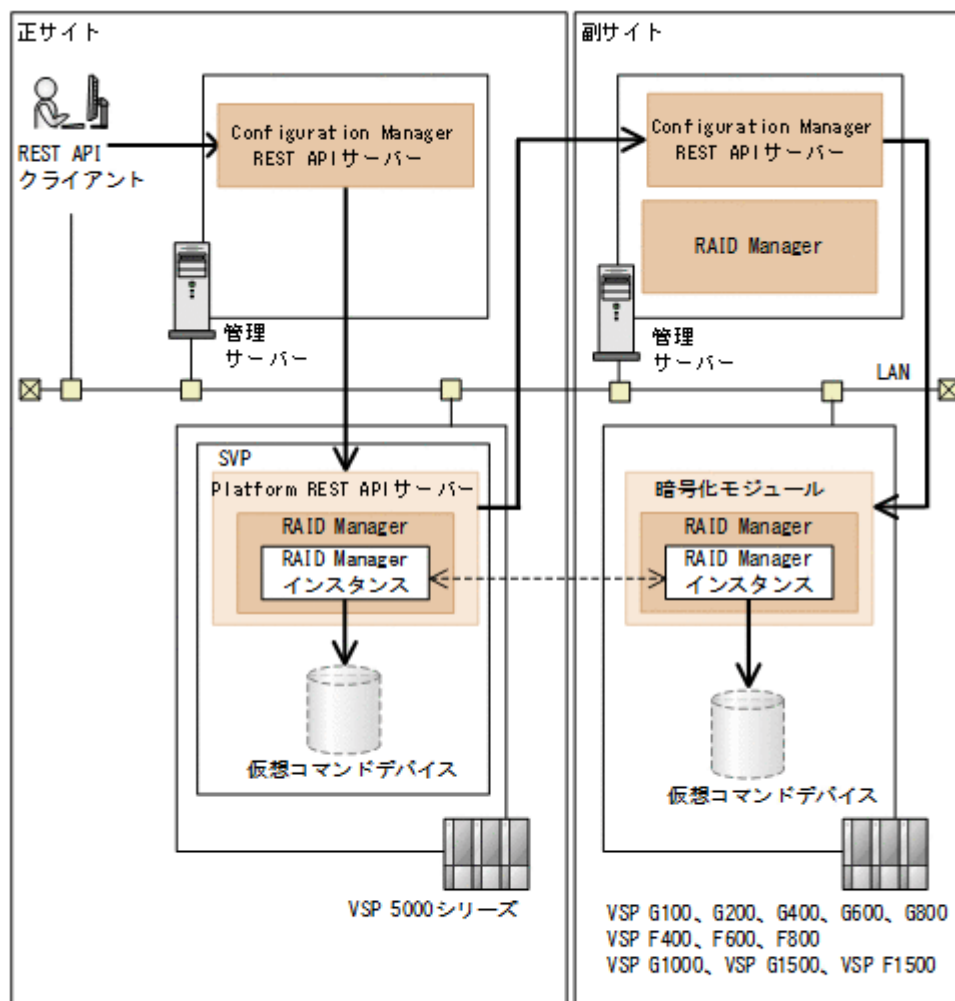 正サイト
REST API
クライアント
Configuration Manager
REST APIサーバー
管理
サーバー
SVP
Platform REST APIサーバー
RAID Manager
RAID Manager
インスタンス
仮想コマンドデバイス
VSP 5000シリーズ
副サイト
Configuration Manager
REST APIサーバー
RAID Manager
管理
サーバー
LAN
暗号化モジュール
RAID Manager
RAID Manager
インスタンス
仮想コマンドデバイス
VSP G100、G200、G400、G600、G800
VSP F400、F600、F800
VSP G1000、VSP G1500、VSP F1500